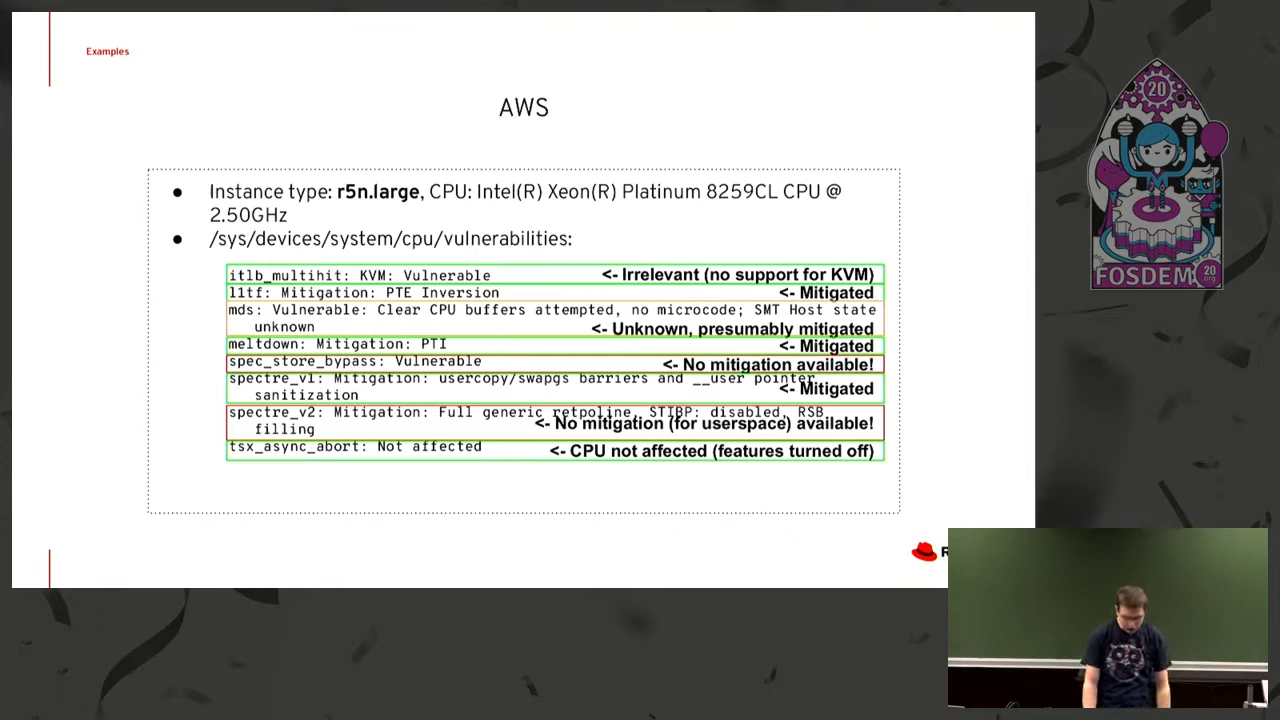 Examples
AWS
● Instance type: r5n.large, CPU: Intel(R) Xeon(R) Platinum 8259CL CPU @
2.50GHz
● /sys/devices/system/cpu/vulnerabilities:
itlb_multihit: KVM: Vulnerable <- Irrelevant (no support for KVM)
l1tf: Mitigation: PTE Inversion <- Mitigated
mds: Vulnerable: Clear CPU buffers attempted, no microcode; SMT Host state
unknown <- Unknown, presumably mitigated
meltdown: Mitigation: PTI <- Mitigated
spec_store_bypass: Vulnerable <- No mitigation available!
spectre_v1: Mitigation: usercopy/swapgs barriers and __user pointer
sanitization <- Mitigated
spectre_v2: Mitigation: Full generic retpoline, STIBP: disabled, RSB
filling <- No mitigation (for userspace) available!
tsx_async_abort: Not affected <- CPU not affected (features turned off)
R
20
FOSDEM 20
.org